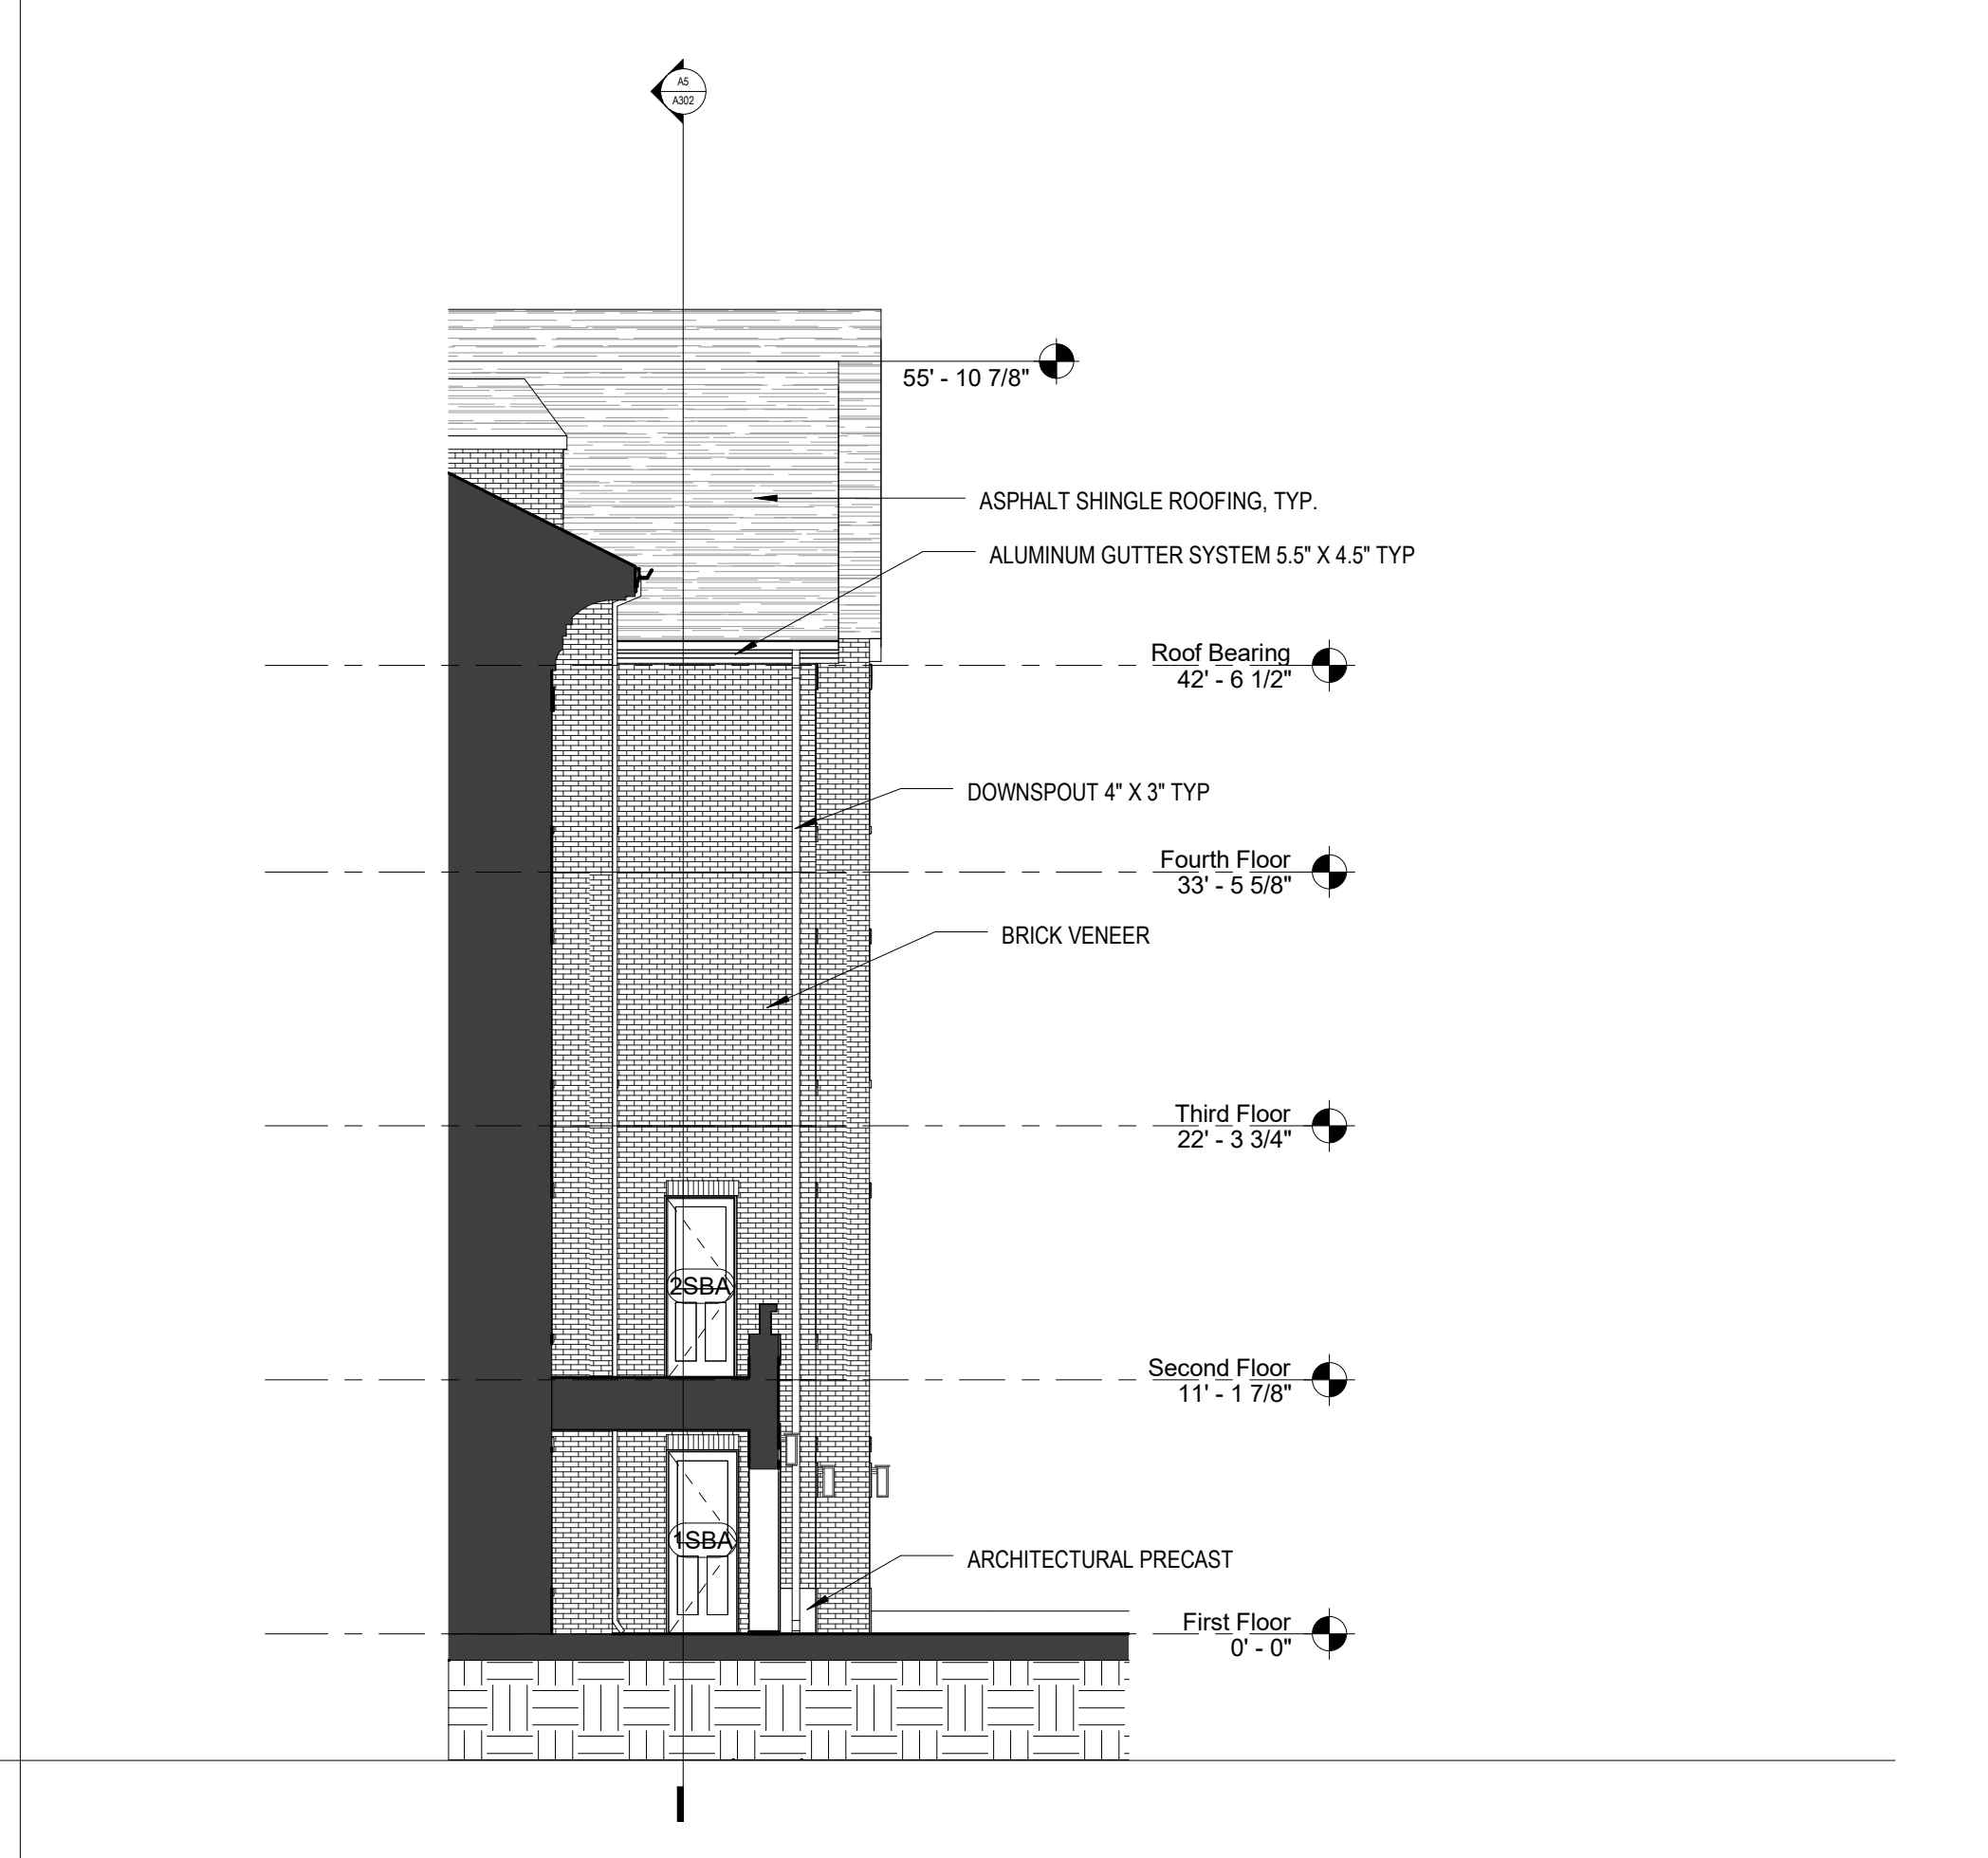 A5
A302
55' - 10 7/8"
ASPHALT SHINGLE ROOFING, TYP.
ALUMINUM GUTTER SYSTEM 5.5" X 4.5" TYP
Roof Bearing
42' - 6 1/2"
DOWNSPOUT 4" X 3" TYP
Fourth Floor
33' - 5 5/8"
BRICK VENEER
Third Floor
22' - 3 3/4"
2SBA
Second Floor
11' - 1 7/8"
1SBA
ARCHITECTURAL PRECAST
First Floor
0' - 0"